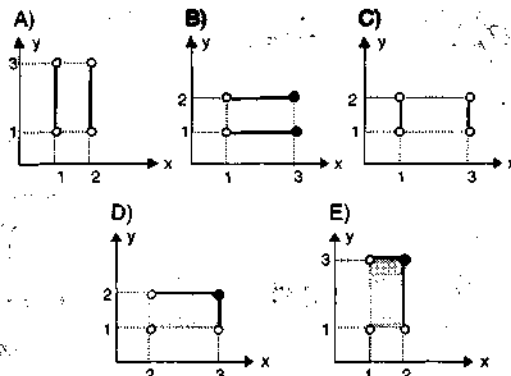 A) B) C)
y y y
3
2 2
1 1 1
x x x
1 2 1 3 1 3
D) E)
y y
3
2
1 1
x x
3 1 2